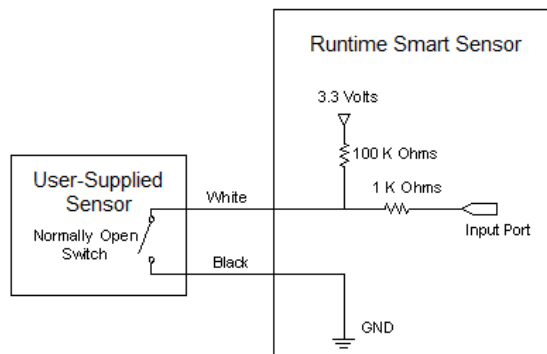 Runtime Smart Sensor
3.3 Volts
100 K Ohms
1 K Ohms
Input Port
User-Supplied
Sensor
Normally Open
Switch
White
Black
GND